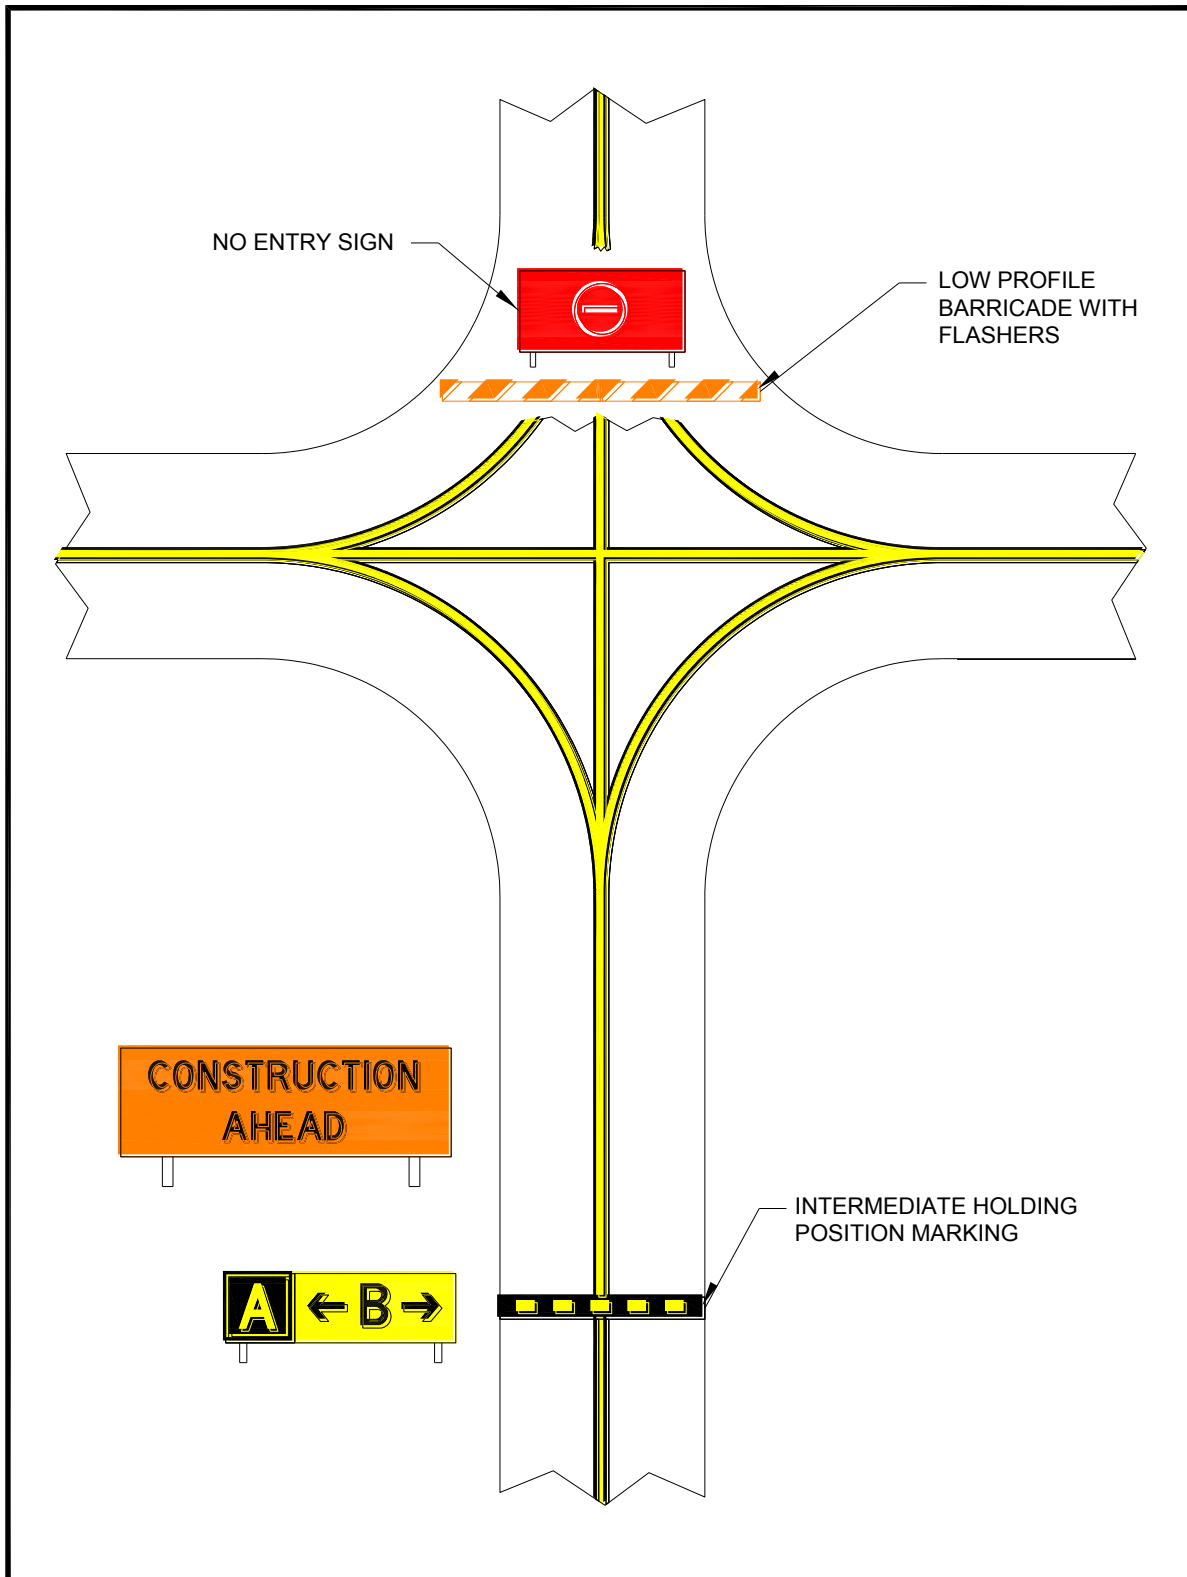 NO ENTRY SIGN
LOW PROFILE
BARRICADE WITH
FLASHERS
CONSTRUCTION
AHEAD
INTERMEDIATE HOLDING
POSITION MARKING
A ← B →